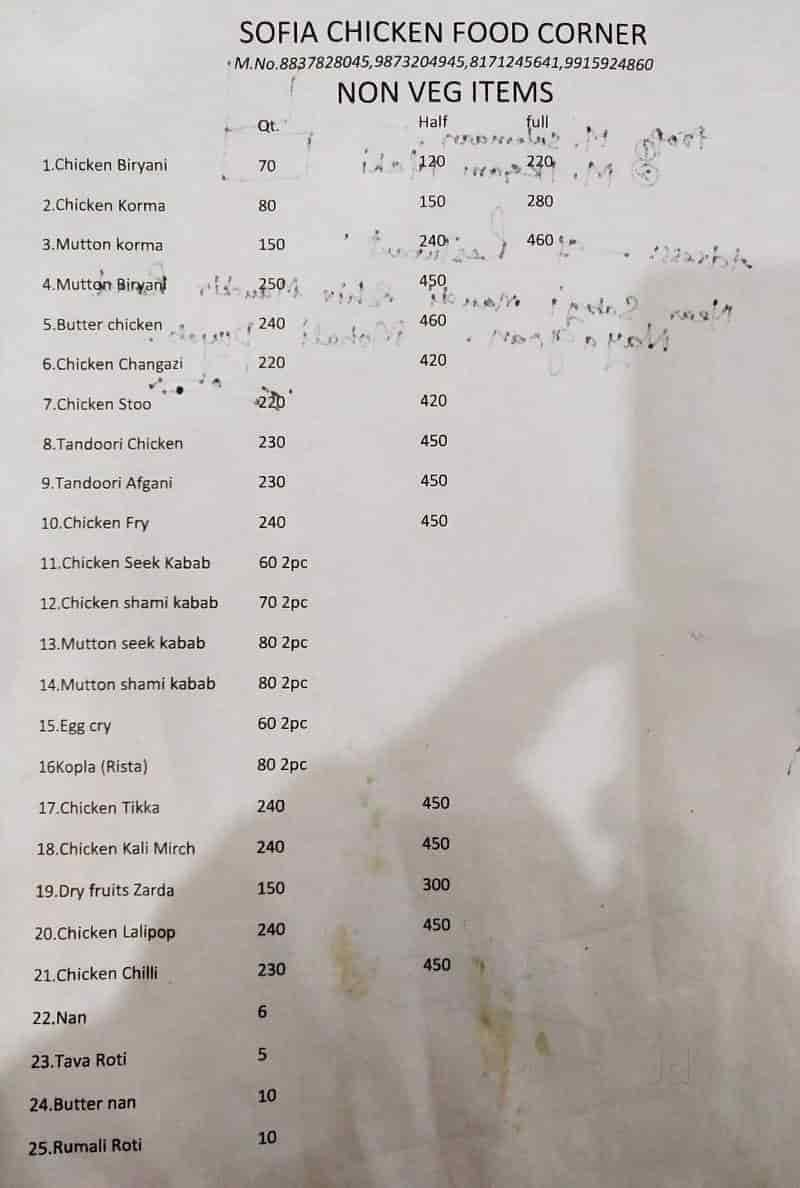 SOFIA CHICKEN FOOD CORNER
M.No.8837828045,9873204945,8171245641,9915924860
NON VEG ITEMS
Qt. Half full
1.Chicken Biryani 70 120 220
2.Chicken Korma 80 150 280
3.Mutton korma 150 240 460
4.Mutton Biryani 250 450
5.Butter chicken 240 460
6.Chicken Changazi 220 420
7.Chicken Stoo 220 420
8.Tandoori Chicken 230 450
9.Tandoori Afgani 230 450
10.Chicken Fry 240 450
11.Chicken Seek Kabab 60 2pc
12.Chicken shami kabab 70 2pc
13.Mutton seek kabab 80 2pc
14.Mutton shami kabab 80 2pc
15.Egg cry 60 2pc
16Kopla (Rista) 80 2pc
17.Chicken Tikka 240 450
18.Chicken Kali Mirch 240 450
19.Dry fruits Zarda 150 300
20.Chicken Lalipop 240 450
21.Chicken Chilli 230 450
22.Nan 6
23.Tava Roti 5
24.Butter nan 10
25.Rumali Roti 10